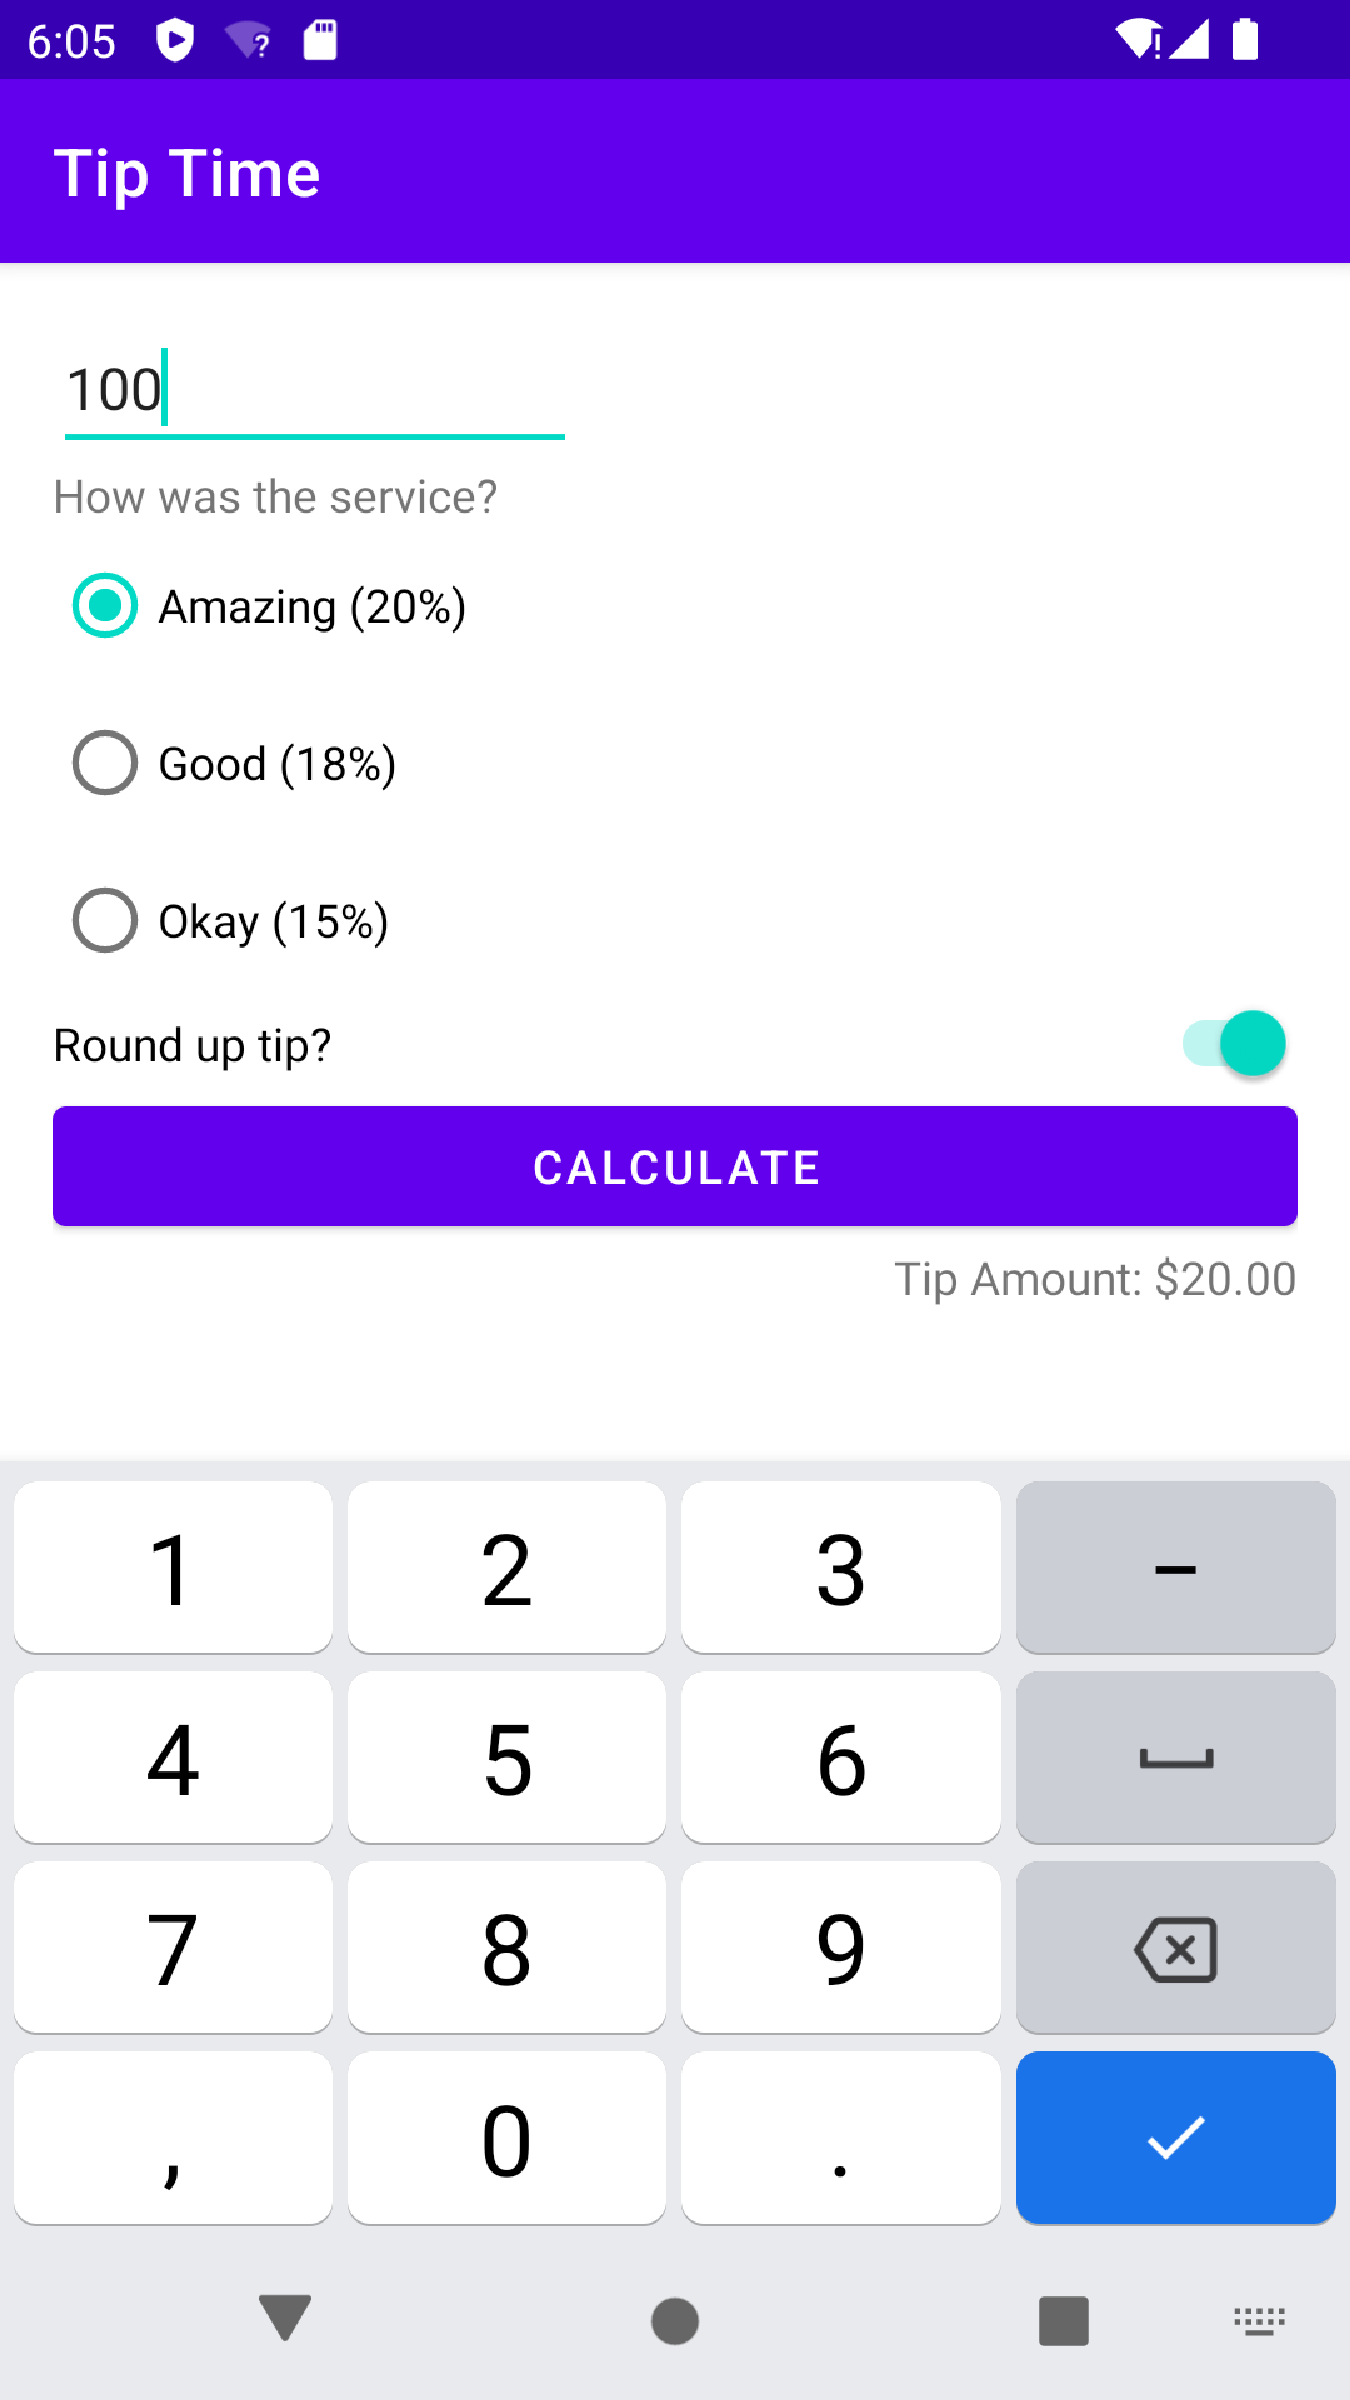 6:05
Tip Time
100
How was the service?
Amazing (20%)
Good (18%)
Okay (15%)
Round up tip?
CALCULATE
Tip Amount: $20.00
1 2 3 –
4 5 6
7 8 9
, 0 .